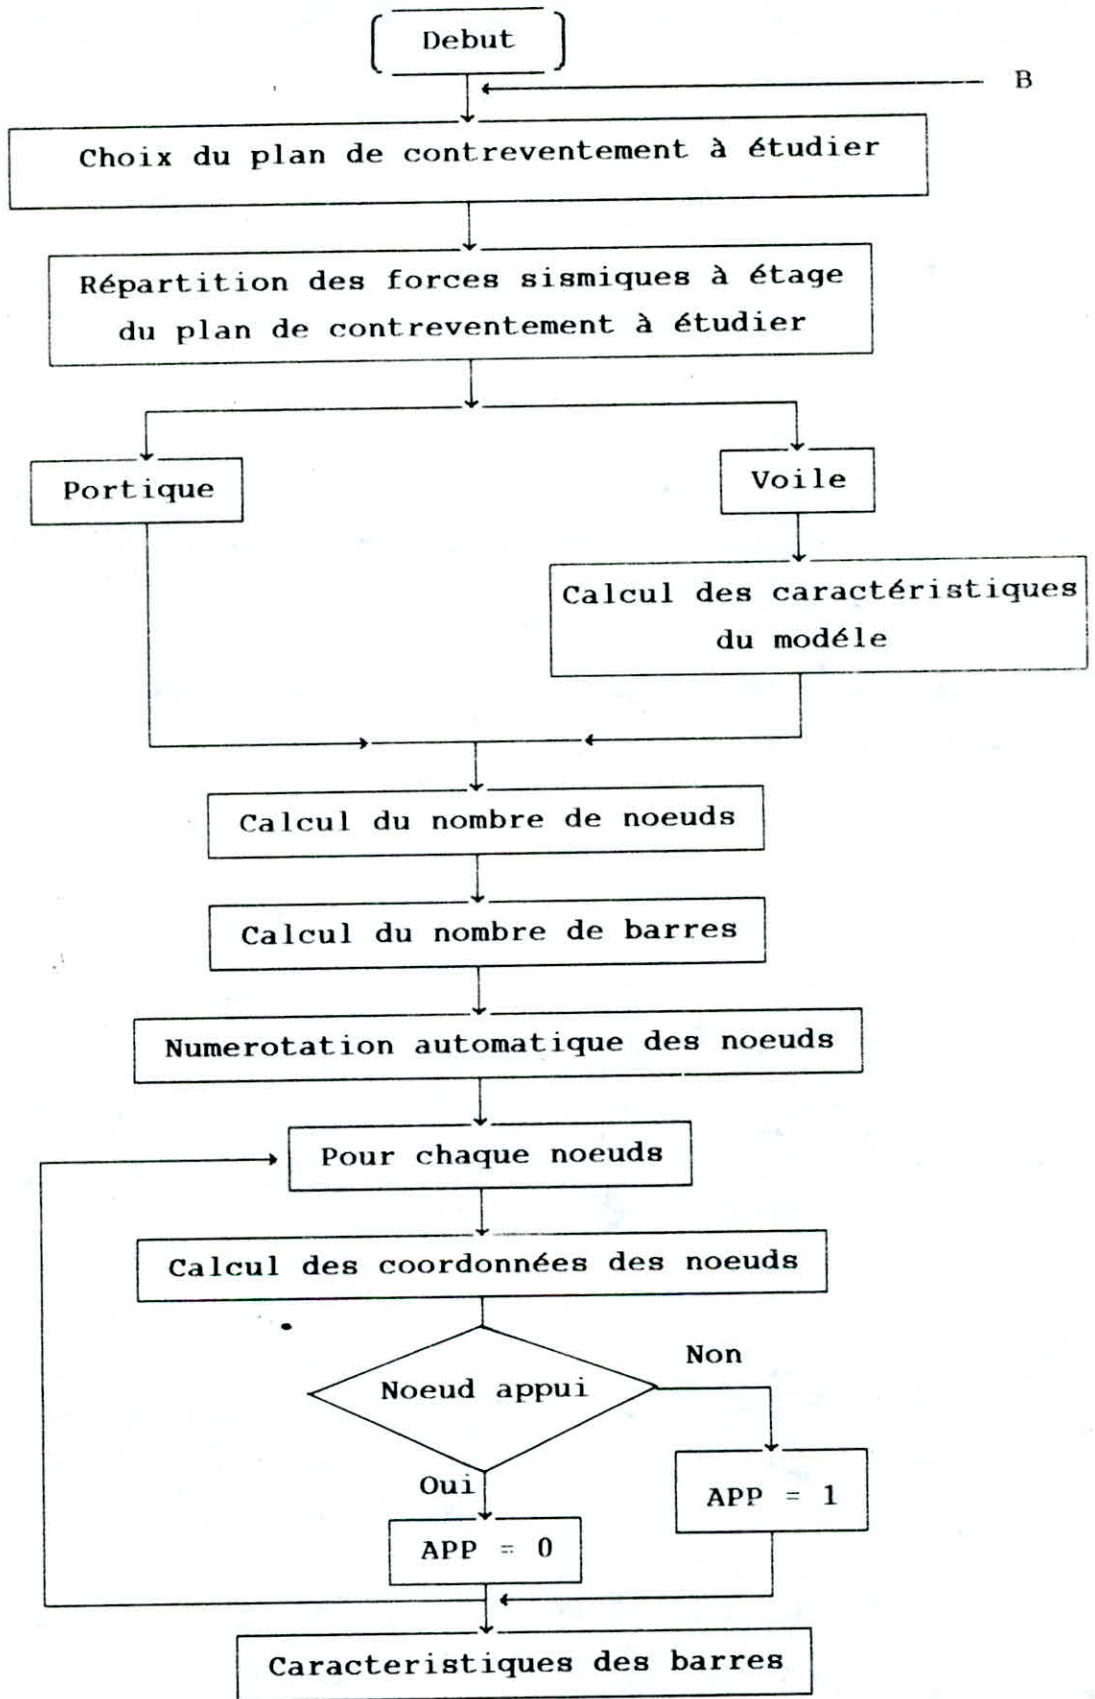 Debut
B
Choix du plan de contreventement à étudier
Répartition des forces sismiques à étage
du plan de contreventement à étudier
Portique
Voile
Calcul des caractéristiques
du modéle
Calcul du nombre de noeuds
Calcul du nombre de barres
Numerotation automatique des noeuds
Pour chaque noeuds
Calcul des coordonnées des noeuds
Non
Noeud appui
Oui
APP = 1
APP = 0
Caracteristiques des barres